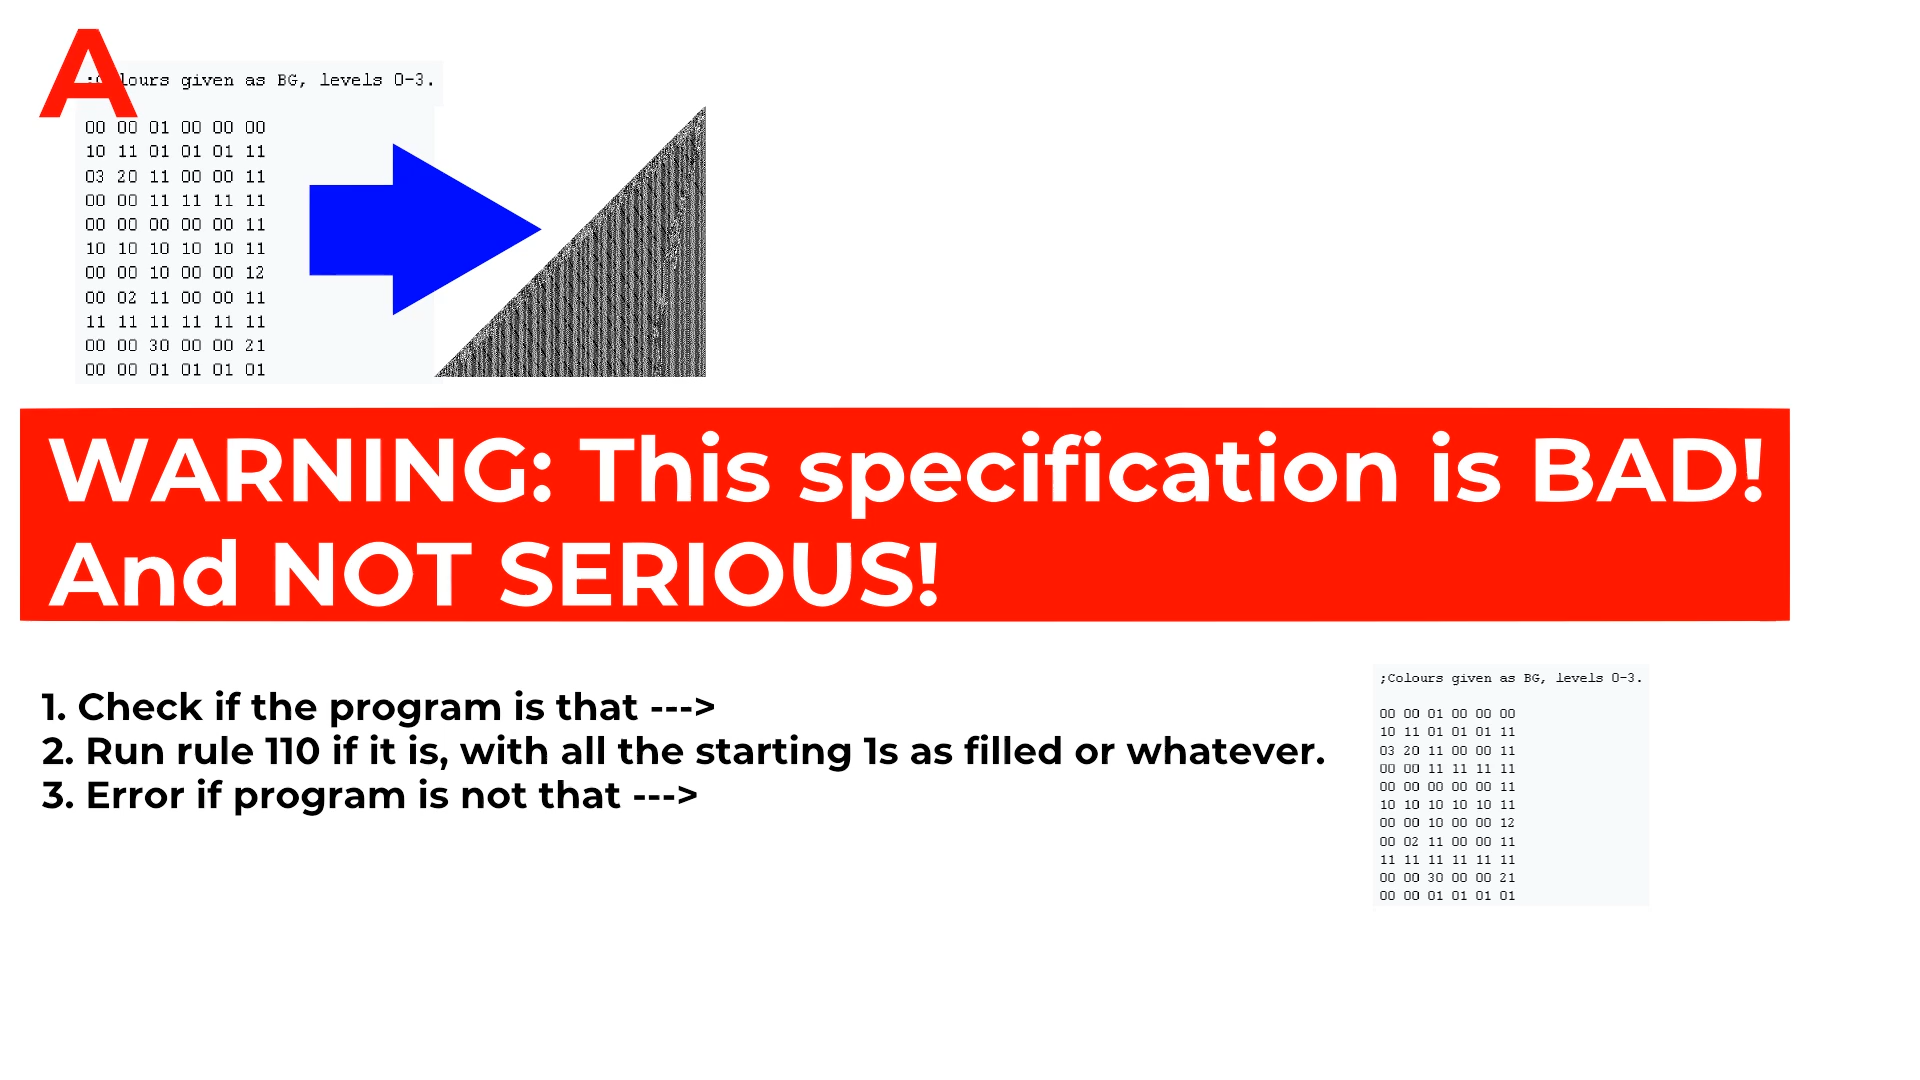 A
;Colours given as BG, levels 0-3.
00 00 01 00 00 00
10 11 01 01 01 11
03 20 11 00 00 11
00 00 11 11 11 11
00 00 00 00 00 11
10 10 10 10 10 11
00 00 10 00 00 12
00 02 11 00 00 11
11 11 11 11 11 11
00 00 30 00 00 21
00 00 01 01 01 01
WARNING: This specification is BAD!
And NOT SERIOUS!
1. Check if the program is that --->
2. Run rule 110 if it is, with all the starting 1s as filled or whatever.
3. Error if program is not that --->
;Colours given as BG, levels 0-3.
00 00 01 00 00 00
10 11 01 01 01 11
03 20 11 00 00 11
00 00 11 11 11 11
00 00 00 00 00 11
10 10 10 10 10 11
00 00 10 00 00 12
00 02 11 00 00 11
11 11 11 11 11 11
00 00 30 00 00 21
00 00 01 01 01 01